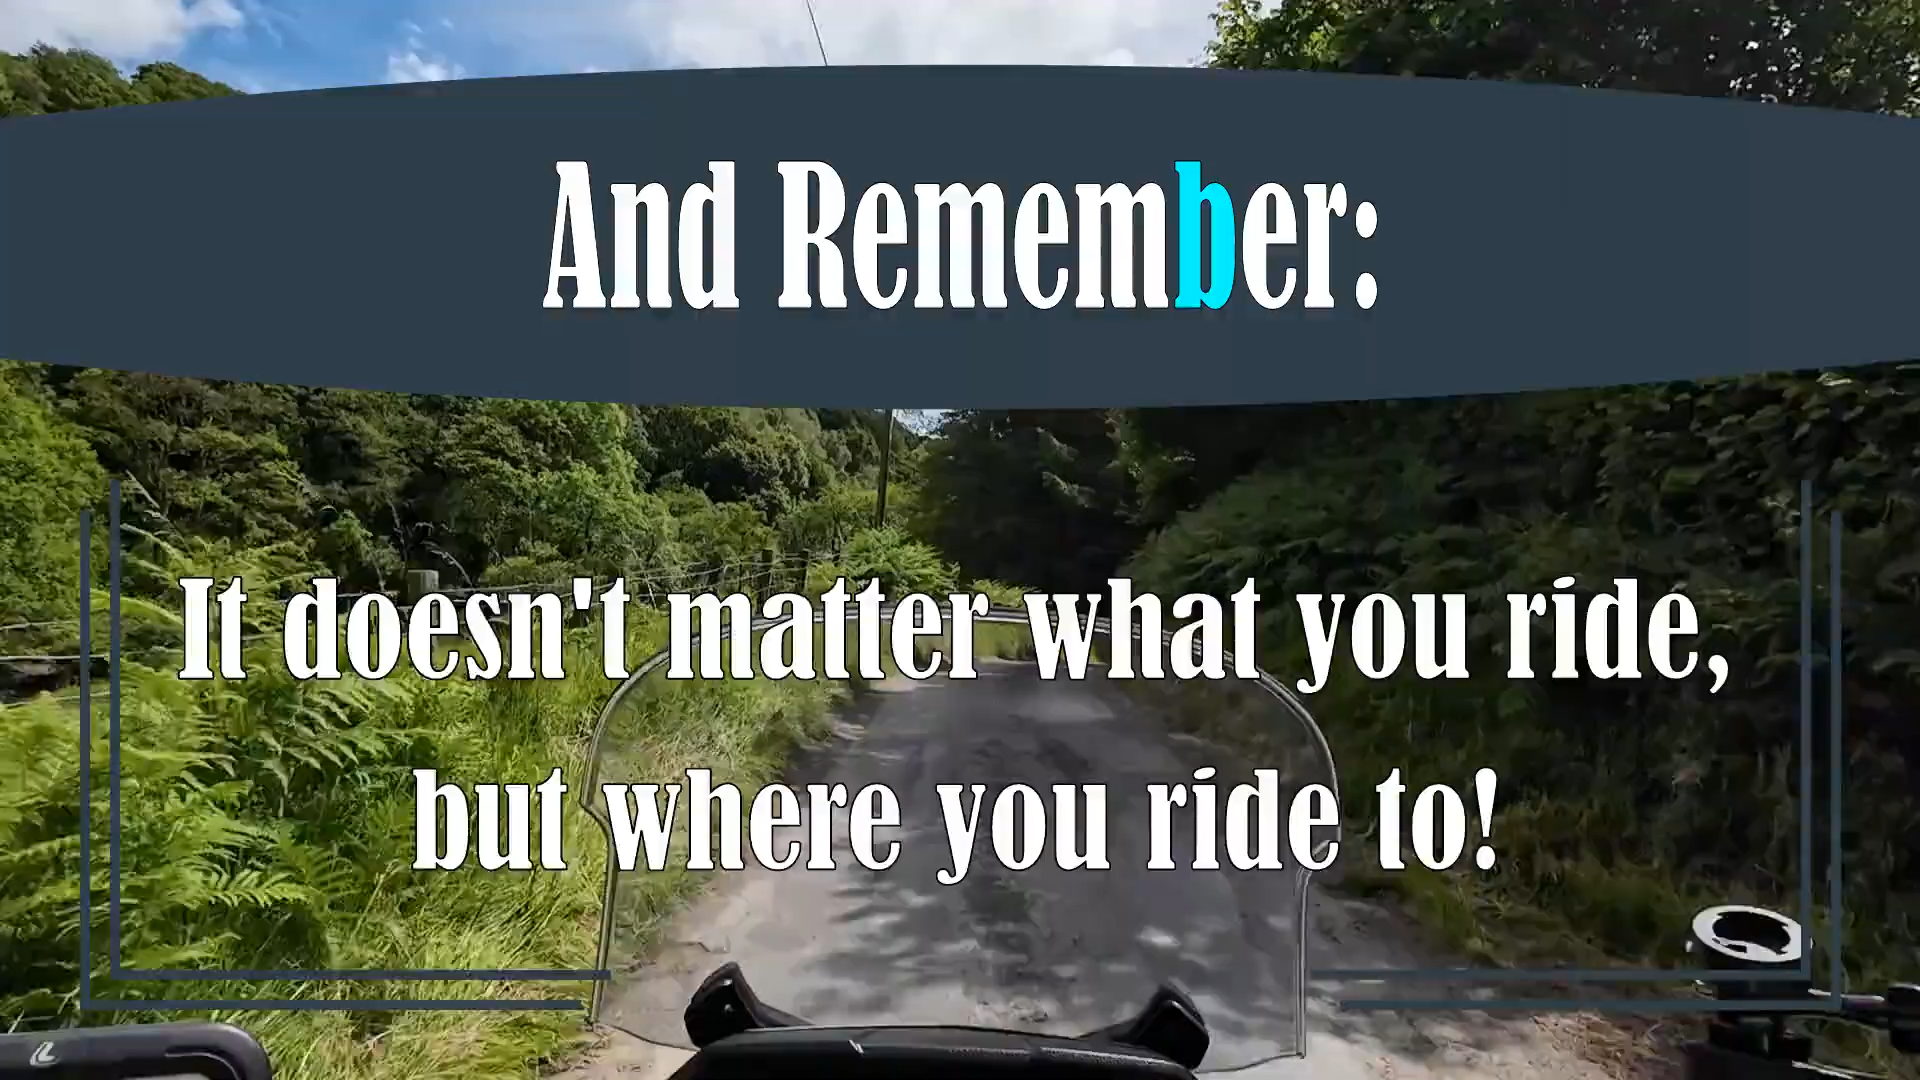 And Remember:
It doesn't matter what you ride,
but where you ride to!